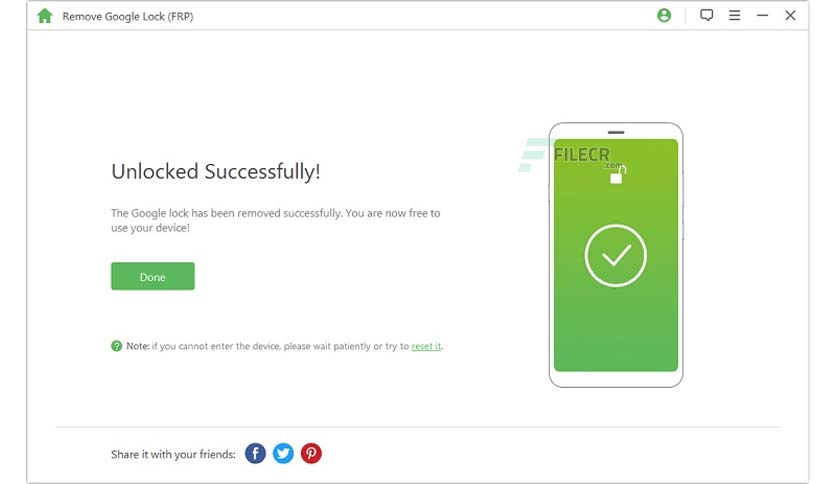 Remove Google Lock (FRP)
FILECR
.com
Unlocked Successfully!
The Google lock has been removed successfully. You are now free to
use your device!
Done
Note: if you cannot enter the device, please wait patiently or try to reset it.
Share it with your friends: